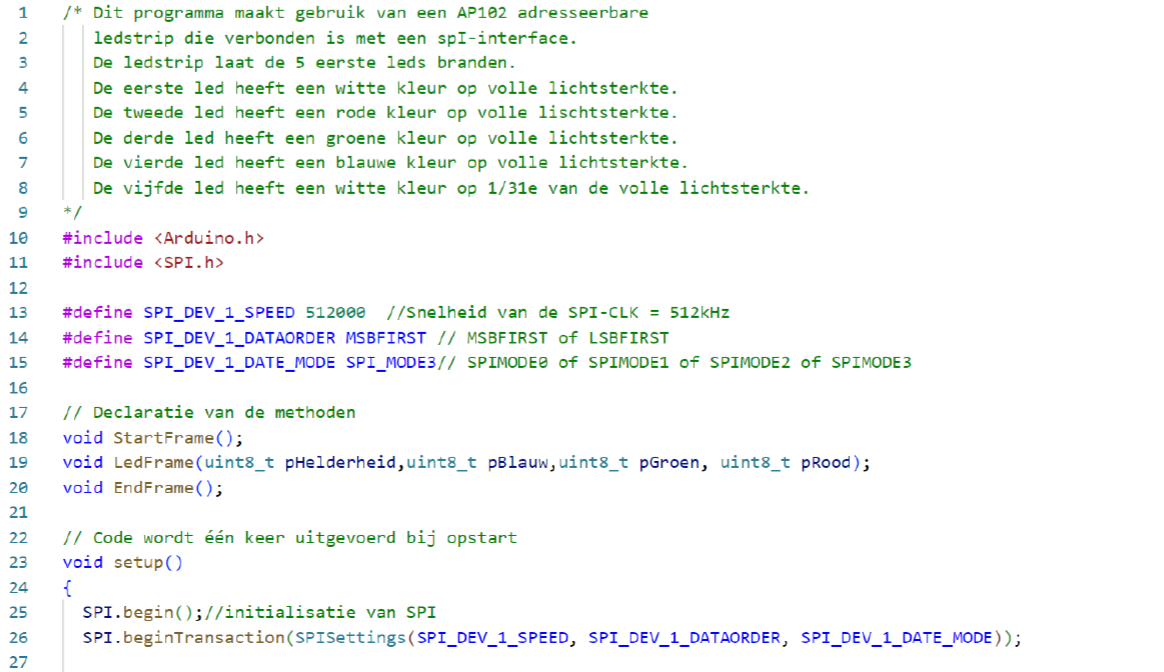 1 /* Dit programma maakt gebruik van een AP102 adresseerbare
2 ledstrip die verbonden is met een spI-interface.
3 De ledstrip laat de 5 eerste leds branden.
4 De eerste led heeft een witte kleur op volle lichtsterkte.
5 De tweede led heeft een rode kleur op volle lischtsterkte.
6 De derde led heeft een groene kleur op volle lichtsterkte.
7 De vierde led heeft een blauwe kleur op volle lichtsterkte.
8 De vijfde led heeft een witte kleur op 1/31e van de volle lichtsterkte.
9 */
10 #include <Arduino.h>
11 #include <SPI.h>
12
13 #define SPI_DEV_1_SPEED 512000  //Snelheid van de SPI-CLK = 512kHz
14 #define SPI_DEV_1_DATAORDER MSBFIRST // MSBFIRST of LSBFIRST
15 #define SPI_DEV_1_DATE_MODE SPI_MODE3// SPIMODE0 of SPIMODE1 of SPIMODE2 of SPIMODE3
16
17 // Declaratie van de methoden
18 void StartFrame();
19 void LedFrame(uint8_t pHelderheid,uint8_t pBlauw,uint8_t pGroen, uint8_t pRood);
20 void EndFrame();
21
22 // Code wordt één keer uitgevoerd bij opstart
23 void setup()
24 {
25 SPI.begin();//initialisatie van SPI
26 SPI.beginTransaction(SPISettings(SPI_DEV_1_SPEED, SPI_DEV_1_DATAORDER, SPI_DEV_1_DATE_MODE));
27